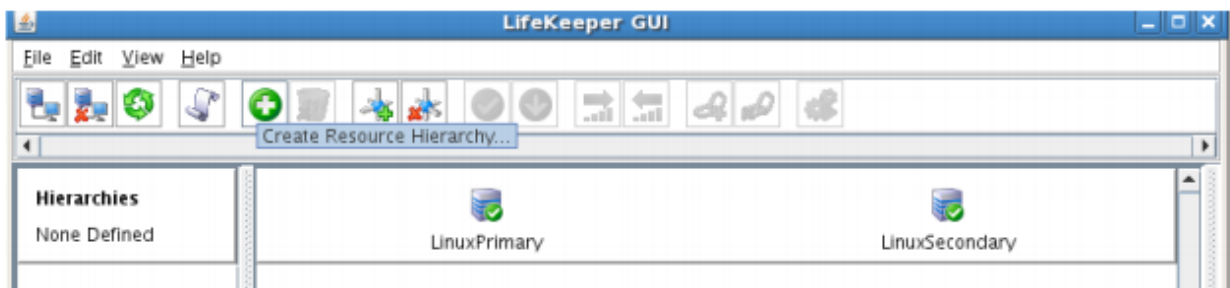 LifeKeeper GUI
File Edit View Help
Create Resource Hierarchy...
Hierarchies
None Defined
LinuxPrimary
LinuxSecondary